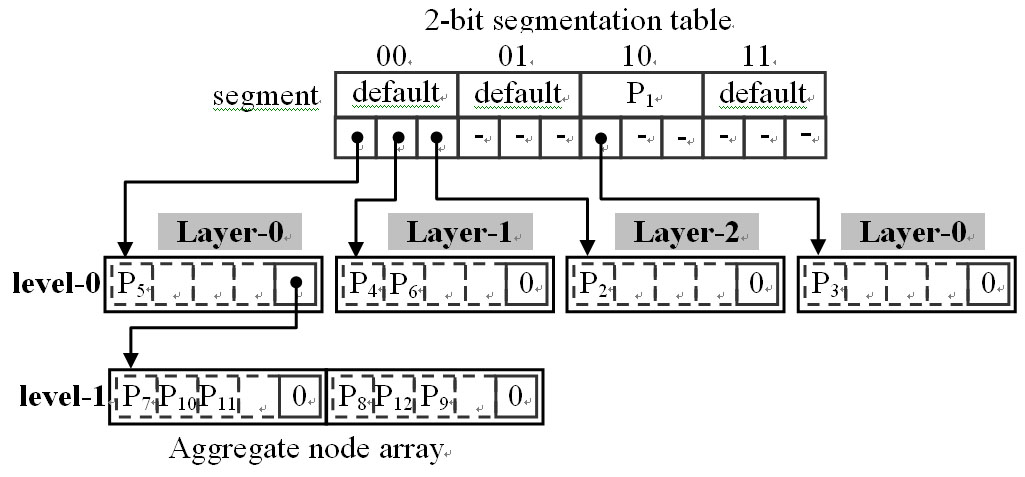 2-bit segmentation table
00 01 10 11
segment default default P1 default
- - - - - - - -
Layer-0 Layer-1 Layer-2 Layer-0
level-0 P5 P4 P6 0 P2 0 P3 0
level-1 P7 P10 P11 0 P8 P12 P9 0
Aggregate node array